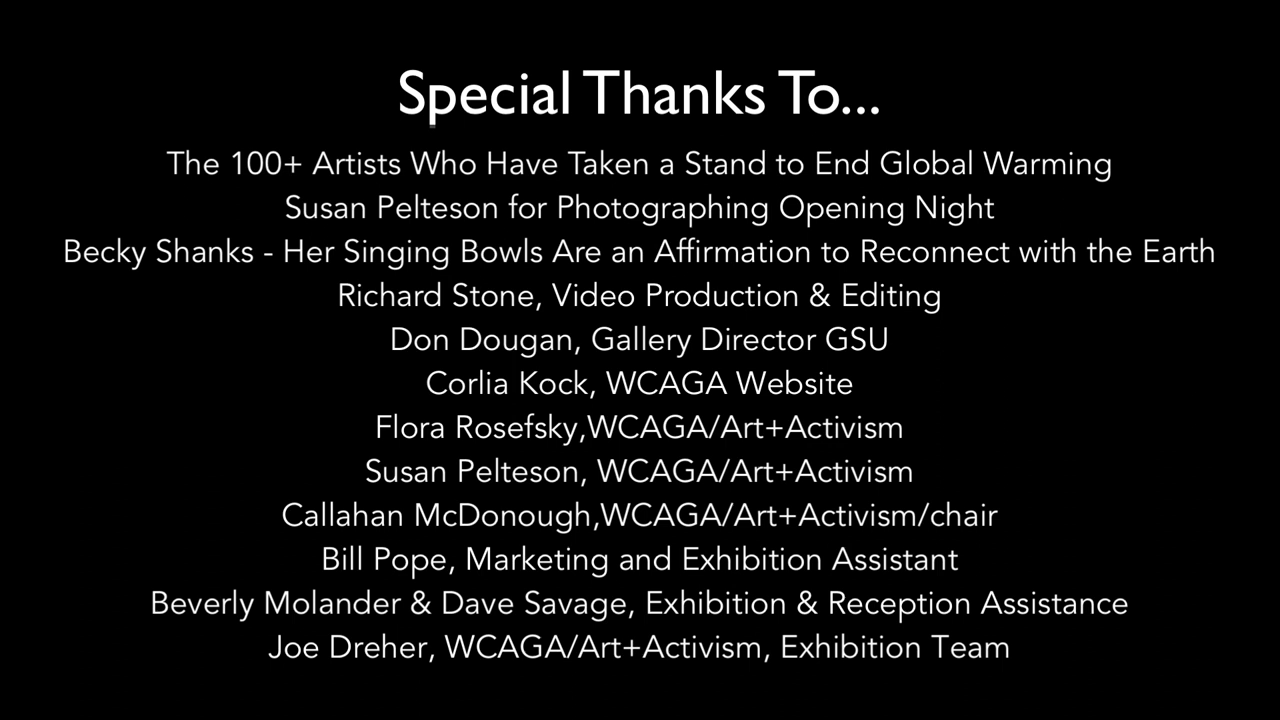 Special Thanks To...
The 100+ Artists Who Have Taken a Stand to End Global Warming
Susan Pelteson for Photographing Opening Night
Becky Shanks - Her Singing Bowls Are an Affirmation to Reconnect with the Earth
Richard Stone, Video Production & Editing
Don Dougan, Gallery Director GSU
Corlia Kock, WCAGA Website
Flora Rosefsky,WCAGA/Art+Activism
Susan Pelteson, WCAGA/Art+Activism
Callahan McDonough,WCAGA/Art+Activism/chair
Bill Pope, Marketing and Exhibition Assistant
Beverly Molander & Dave Savage, Exhibition & Reception Assistance
Joe Dreher, WCAGA/Art+Activism, Exhibition Team